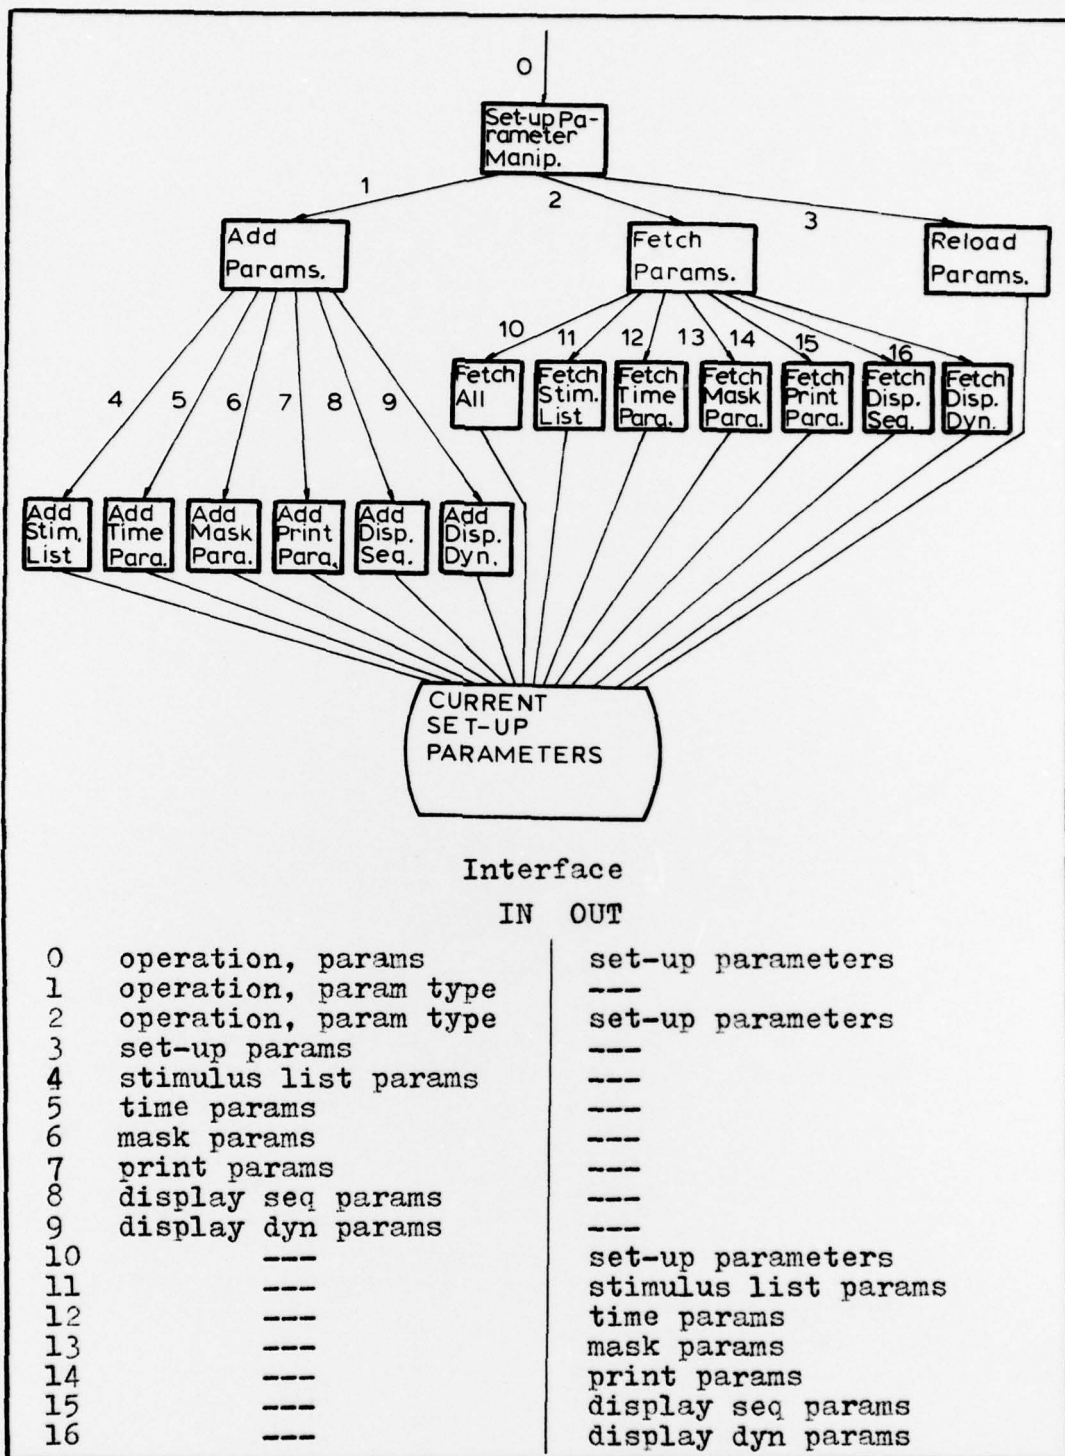 0
Set-up Pa-
rameter
Manip.
1
2
3
Add
Params.
Fetch
Params.
Reload
Params.
10
11
12
13
14
15
16
Fetch
All
Fetch
Stim.
List
Fetch
Time
Para.
Fetch
Mask
Para.
Fetch
Print
Para.
Fetch
Disp.
Seq.
Fetch
Disp.
Dyn.
4
5
6
7
8
9
Add
Stim.
List
Add
Time
Para.
Add
Mask
Para.
Add
Print
Para.
Add
Disp.
Seq.
Add
Disp.
Dyn.
CURRENT
SET-UP
PARAMETERS
Interface
IN OUT
0 operation, params set-up parameters
1 operation, param type ---
2 operation, param type set-up parameters
3 set-up params ---
4 stimulus list params ---
5 time params ---
6 mask params ---
7 print params ---
8 display seq params ---
9 display dyn params ---
10 --- set-up parameters
11 --- stimulus list params
12 --- time params
13 --- mask params
14 --- print params
15 --- display seq params
16 --- display dyn params